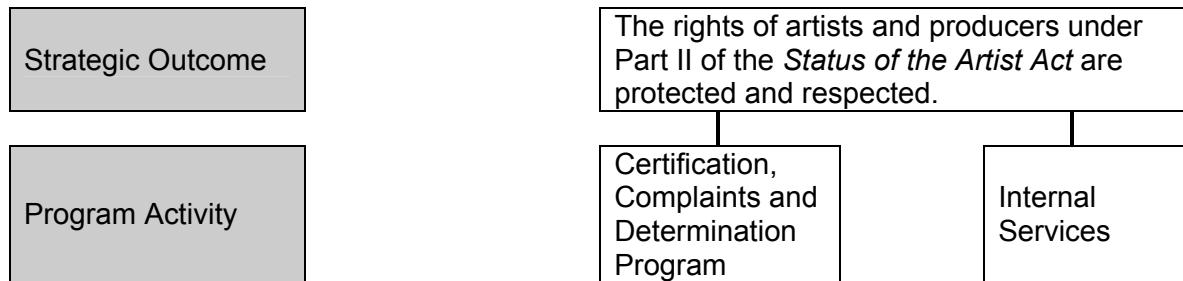 Strategic Outcome
The rights of artists and producers under
Part II of the Status of the Artist Act are
protected and respected.
Program Activity
Certification,
Complaints and
Determination
Program
Internal
Services